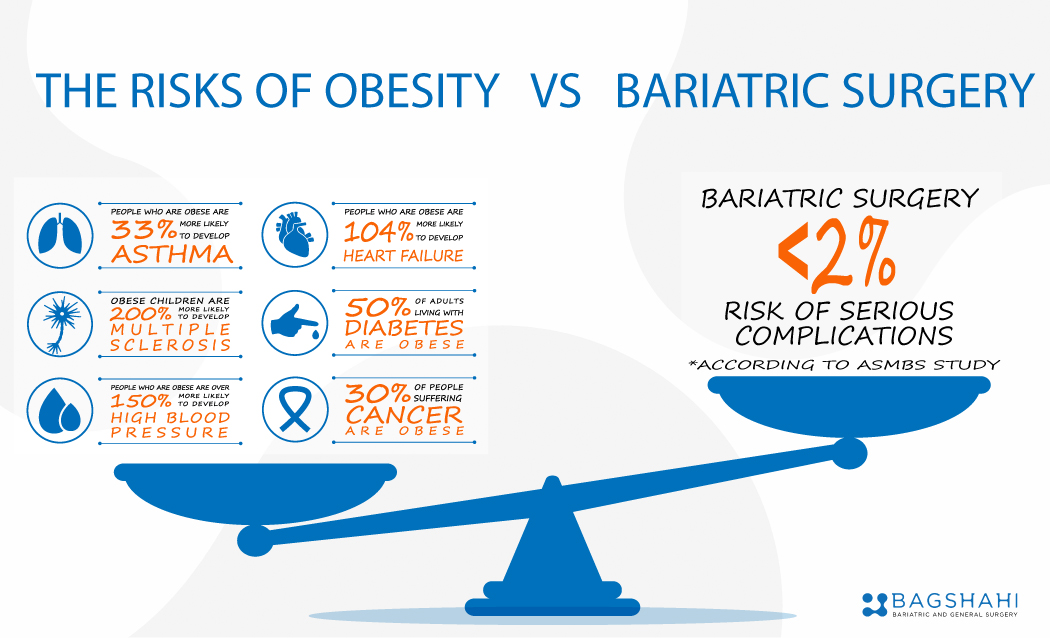 THE RISKS OF OBESITY VS BARIATRIC SURGERY
PEOPLE WHO ARE OBESE ARE
33% MORE LIKELY
TO DEVELOP
ASTHMA
PEOPLE WHO ARE OBESE ARE
104% MORE LIKELY
TO DEVELOP
HEART FAILURE
OBESE CHILDREN ARE
200% MORE LIKELY
TO DEVELOP
MULTIPLE
SCLEROSIS
50% OF ADULTS
LIVING WITH
DIABETES
ARE OBESE
PEOPLE WHO ARE OBESE ARE OVER
150% MORE LIKELY
TO DEVELOP
HIGH BLOOD
PRESSURE
30% OF PEOPLE
SUFFERING
CANCER
ARE OBESE
BARIATRIC SURGERY
<2%
RISK OF SERIOUS
COMPLICATIONS
*ACCORDING TO ASMBS STUDY
BAGSHAHI
BARIATRIC AND GENERAL SURGERY